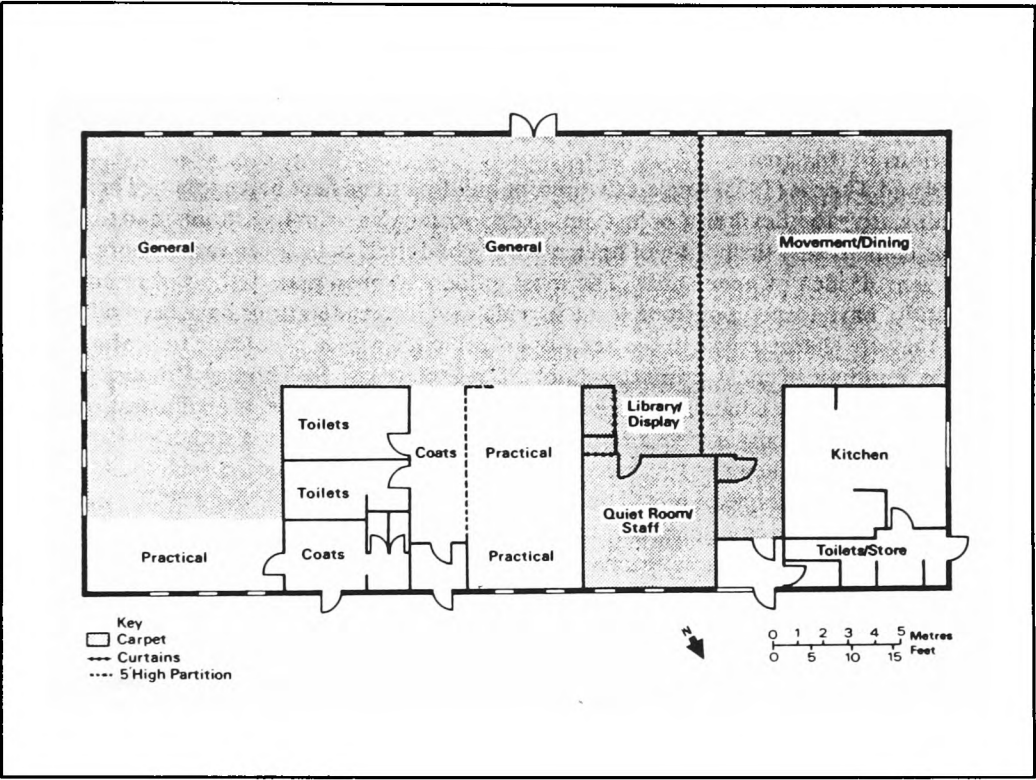 General
General
Movement/Dining
Toilets
Coats
Practical
Library/
Display
Kitchen
Toilets
Quiet Room/
Staff
Practical
Coats
Practical
Toilets/Store
Key
Carpet
Curtains
5'High Partition
N
0 1 2 3 4 5 Metres
0 5 10 15 Feet